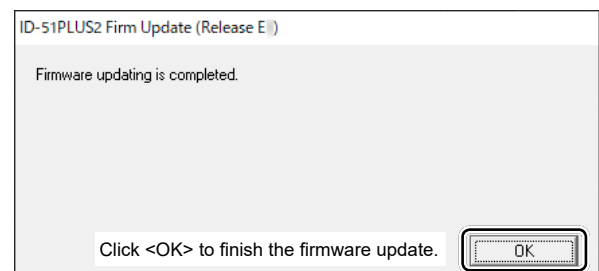 ID-51PLUS2 Firm Update (Release E )
Firmware updating is completed.
Click <OK> to finish the firmware update.
OK